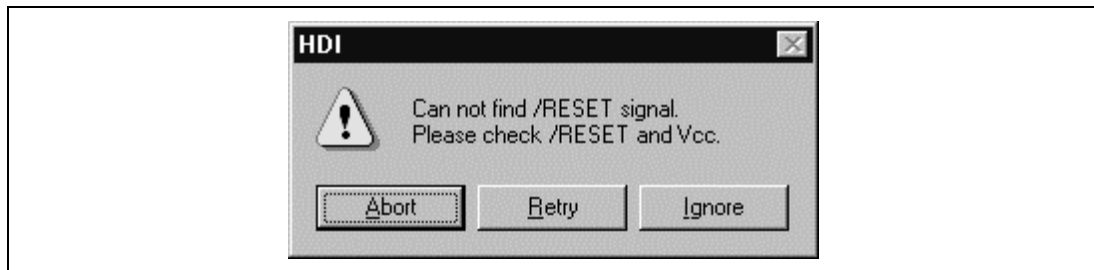 HDI
Can not find /RESET signal.
Please check /RESET and Vcc.
Abort Retry Ignore